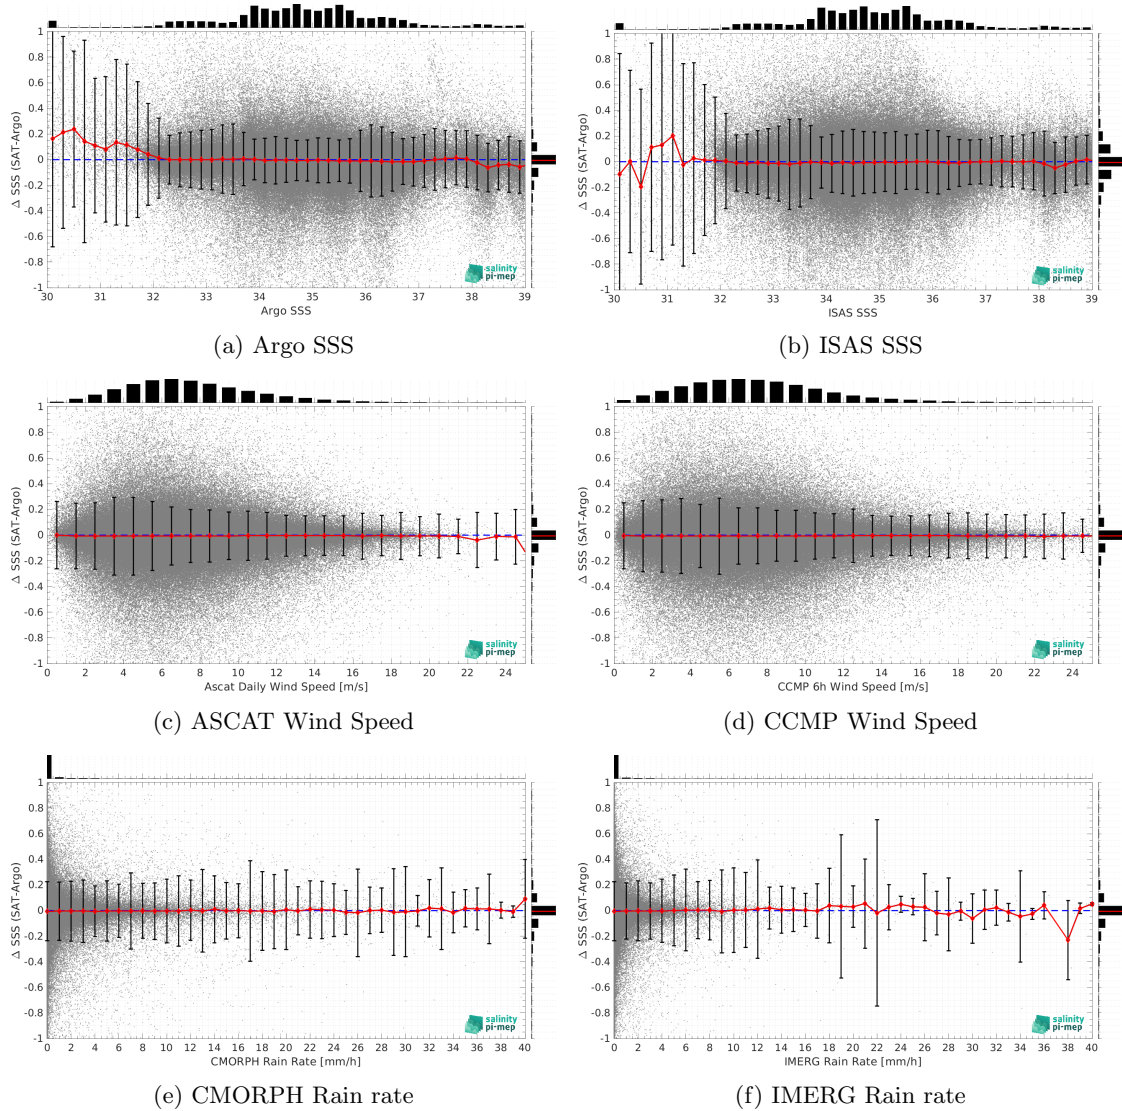 1
0.8
0.6
0.4
0.2
0
-0.2
-0.4
-0.6
-0.8
-1
Δ SSS (SAT-Argo)
salinity
pi-mep
30 31 32 33 34 35 36 37 38 39
Argo SSS
(a) Argo SSS
1
0.8
0.6
0.4
0.2
0
-0.2
-0.4
-0.6
-0.8
-1
Δ SSS (SAT-Argo)
salinity
pi-mep
30 31 32 33 34 35 36 37 38 39
ISAS SSS
(b) ISAS SSS
1
0.8
0.6
0.4
0.2
0
-0.2
-0.4
-0.6
-0.8
-1
Δ SSS (SAT-Argo)
salinity
pi-mep
0 2 4 6 8 10 12 14 16 18 20 22 24
Ascat Daily Wind Speed [m/s]
(c) ASCAT Wind Speed
1
0.8
0.6
0.4
0.2
0
-0.2
-0.4
-0.6
-0.8
-1
Δ SSS (SAT-Argo)
salinity
pi-mep
0 2 4 6 8 10 12 14 16 18 20 22 24
CCMP 6h Wind Speed [m/s]
(d) CCMP Wind Speed
1
0.8
0.6
0.4
0.2
0
-0.2
-0.4
-0.6
-0.8
-1
Δ SSS (SAT-Argo)
salinity
pi-mep
0 2 4 6 8 10 12 14 16 18 20 22 24 26 28 30 32 34 36 38 40
CMORPH Rain Rate [mm/h]
(e) CMORPH Rain rate
1
0.8
0.6
0.4
0.2
0
-0.2
-0.4
-0.6
-0.8
-1
Δ SSS (SAT-Argo)
salinity
pi-mep
0 2 4 6 8 10 12 14 16 18 20 22 24 26 28 30 32 34 36 38 40
IMERG Rain Rate [mm/h]
(f) IMERG Rain rate